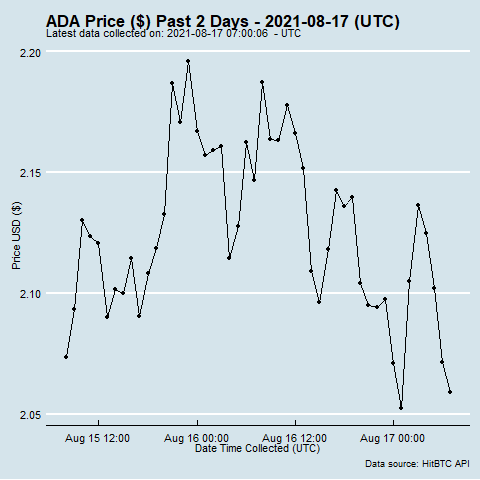 ADA Price ($) Past 2 Days - 2021-08-17 (UTC)
Latest data collected on: 2021-08-17 07:00:06  - UTC
2.20
2.15
2.10
2.05
Price USD ($)
Aug 15 12:00
Aug 16 00:00
Aug 16 12:00
Aug 17 00:00
Date Time Collected (UTC)
Data source: HitBTC API